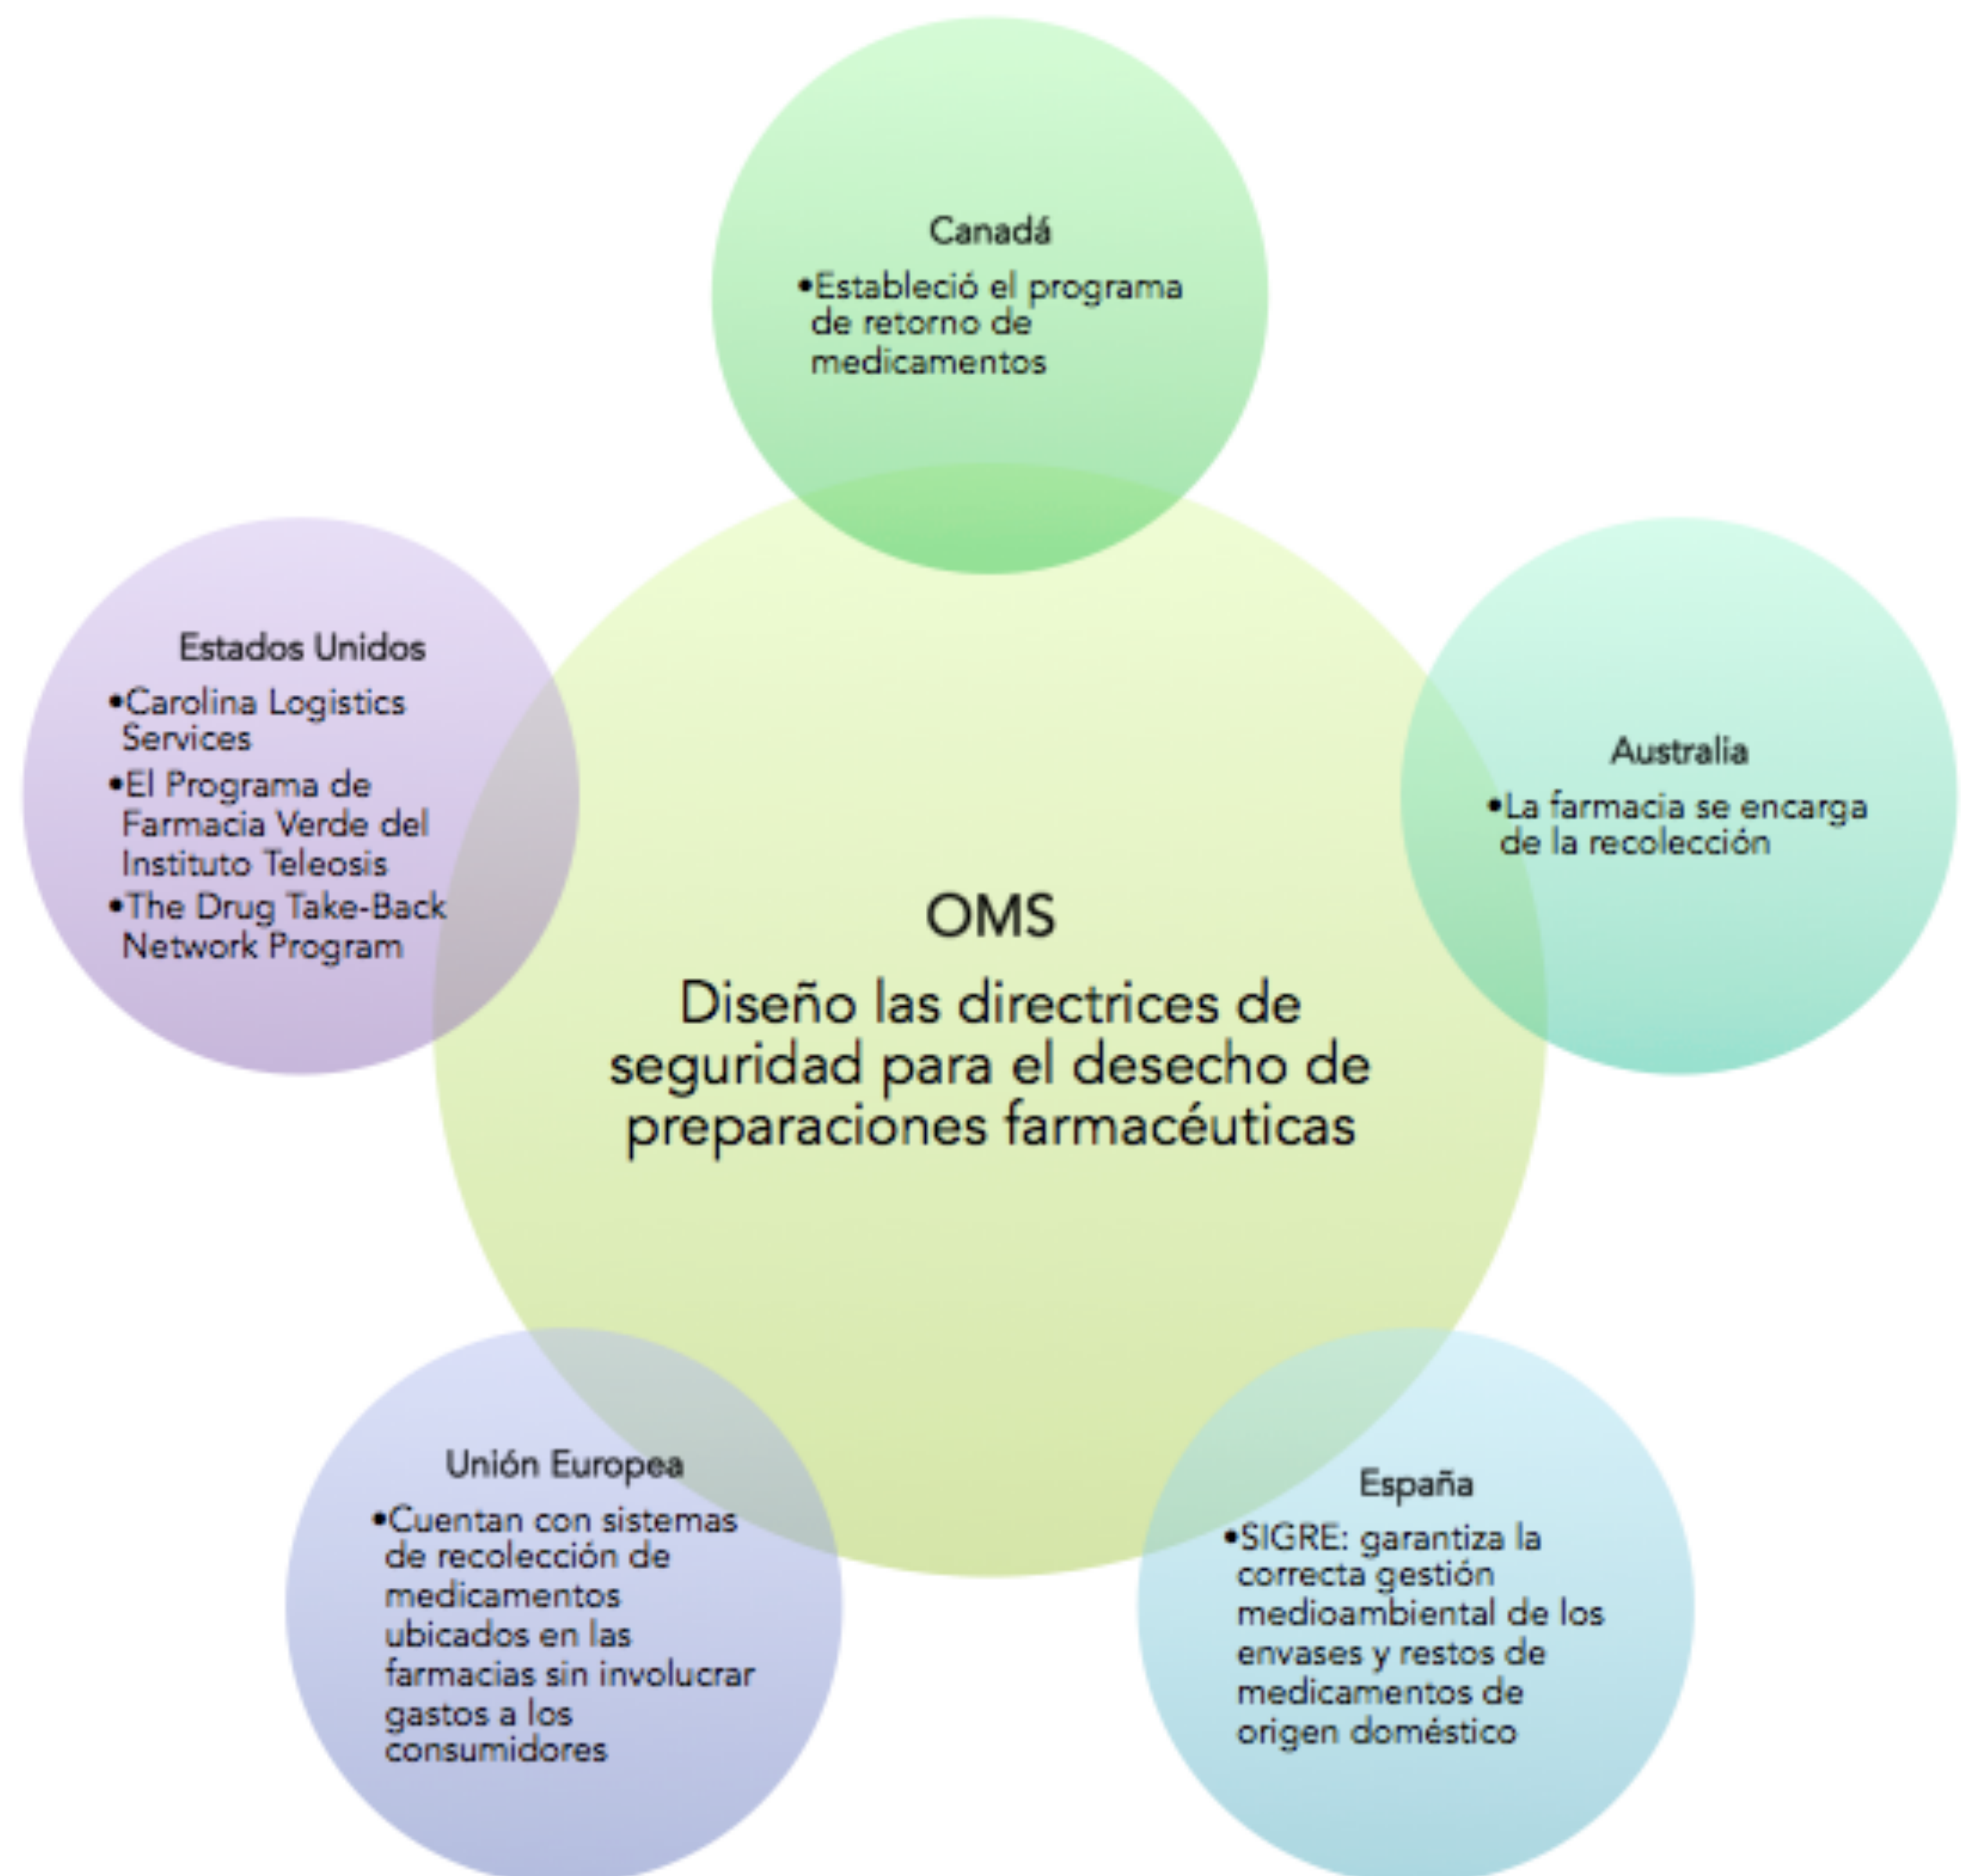 Canadá
•Estableció el programa
de retorno de
medicamentos
Estados Unidos
•Carolina Logistics
Services
•El Programa de
Farmacia Verde del
Instituto Teleosis
•The Drug Take-Back
Network Program
Australia
•La farmacia se encarga
de la recolección
OMS
Diseño las directrices de
seguridad para el desecho de
preparaciones farmacéuticas
Unión Europea
•Cuentan con sistemas
de recolección de
medicamentos
ubicados en las
farmacias sin involucrar
gastos a los
consumidores
España
•SIGRE: garantiza la
correcta gestión
medioambiental de los
envases y restos de
medicamentos de
origen doméstico